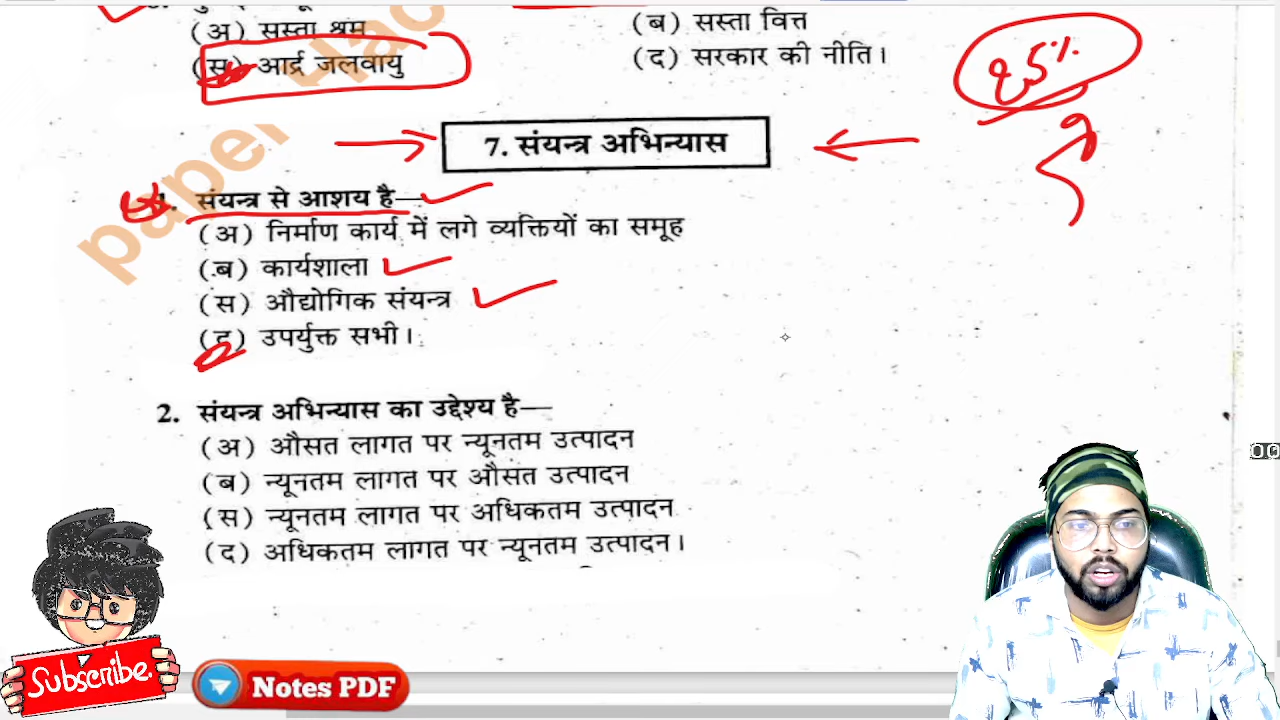 (अ) सस्ता श्रम
(ब) सस्ता वित्त
(स) आर्द्र जलवायु
(द) सरकार की नीति।
7. संयन्त्र अभिन्यास
1. संयन्त्र से आशय है—
(अ) निर्माण कार्य में लगे व्यक्तियों का समूह
(ब) कार्यशाला
(स) औद्योगिक संयन्त्र
(द) उपर्युक्त सभी।
2. संयन्त्र अभिन्यास का उद्देश्य है—
(अ) औसत लागत पर न्यूनतम उत्पादन
(ब) न्यूनतम लागत पर औसत उत्पादन
(स) न्यूनतम लागत पर अधिकतम उत्पादन
(द) अधिकतम लागत पर न्यूनतम उत्पादन।
paper
Subscribe
Notes PDF